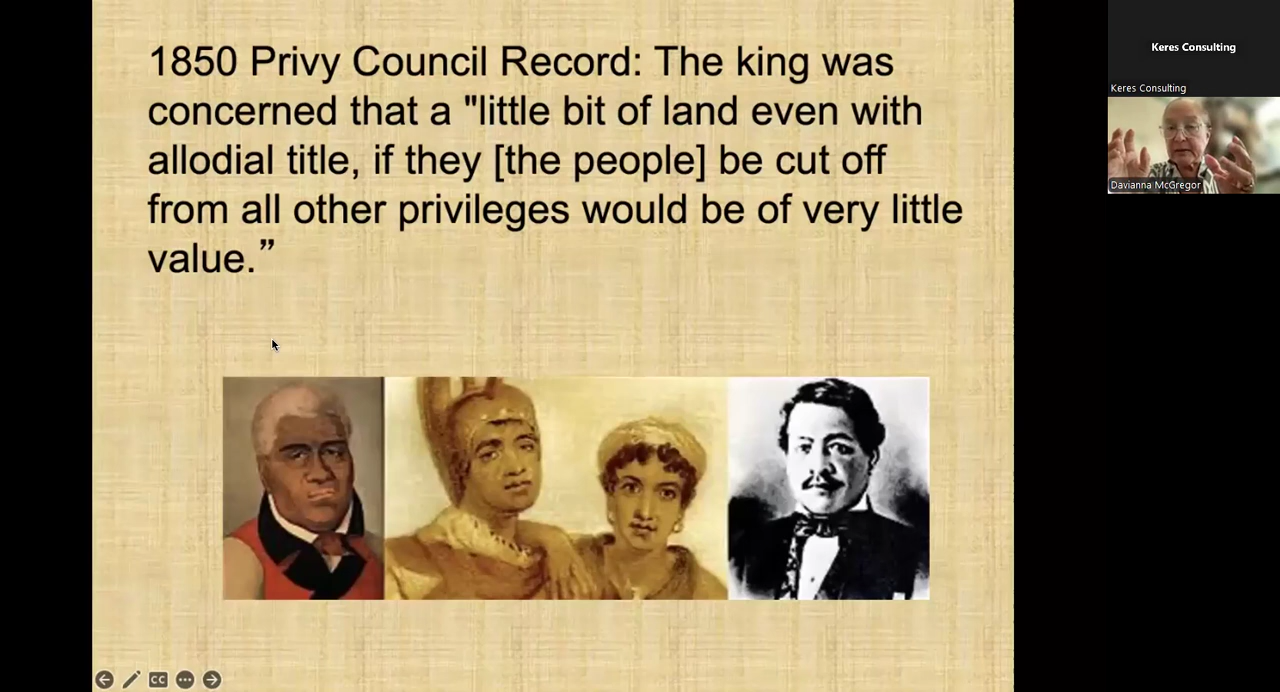 1850 Privy Council Record: The king was
concerned that a "little bit of land even with
allodial title, if they [the people] be cut off
from all other privileges would be of very little
value.”
Keres Consulting
Keres Consulting
Davianna McGregor
CC